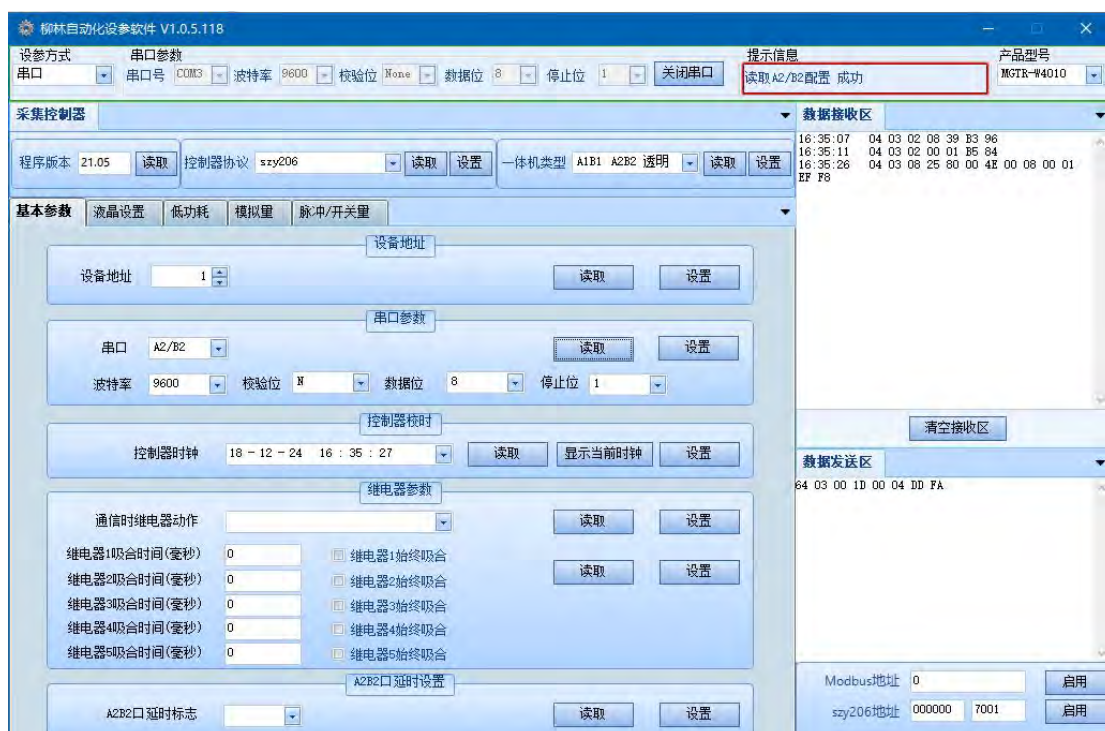 柳林自动化设参软件 V1.0.5.118
设参方式 串口参数 提示信息 产品型号
串口 串口号 COM3 波特率 9600 校验位 None 数据位 8 停止位 1 关闭串口 读取A2/B2配置 成功 MGTR-W4010
采集控制器 数据接收区
程序版本 21.05 读取 控制器协议 szy206 读取 设置 一体机类型 A1B1 A2B2 透明 读取 设置
16:35:07 04 03 02 08 39 B3 96
16:35:11 04 03 02 00 01 B5 84
16:35:26 04 03 08 25 80 00 4E 00 08 00 01
EF F8
基本参数 液晶设置 低功耗 模拟量 脉冲/开关量
设备地址
设备地址 1 读取 设置
串口参数
串口 A2/B2 读取 设置
波特率 9600 校验位 N 数据位 8 停止位 1
控制器校时
控制器时钟 18 - 12 - 24 16 : 35 : 27 读取 显示当前时钟 设置
清空接收区
数据发送区
64 03 00 1D 00 04 DD FA
继电器参数
通信时继电器动作 读取 设置
继电器1吸合时间(毫秒) 0 继电器1始终吸合
读取 设置
继电器2吸合时间(毫秒) 0 继电器2始终吸合
继电器3吸合时间(毫秒) 0 继电器3始终吸合
继电器4吸合时间(毫秒) 0 继电器4始终吸合
继电器5吸合时间(毫秒) 0 继电器5始终吸合
A2B2口延时设置
A2B2口延时标志 读取 设置
Modbus地址 0 启用
szy206地址 000000 7001 启用